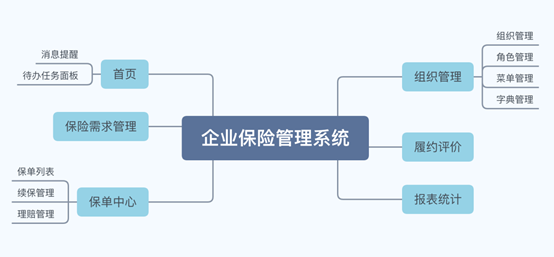 企业保险管理系统
首页
消息提醒
待办任务面板
保险需求管理
保单中心
保单列表
续保管理
理赔管理
组织管理
组织管理
角色管理
菜单管理
字典管理
履约评价
报表统计